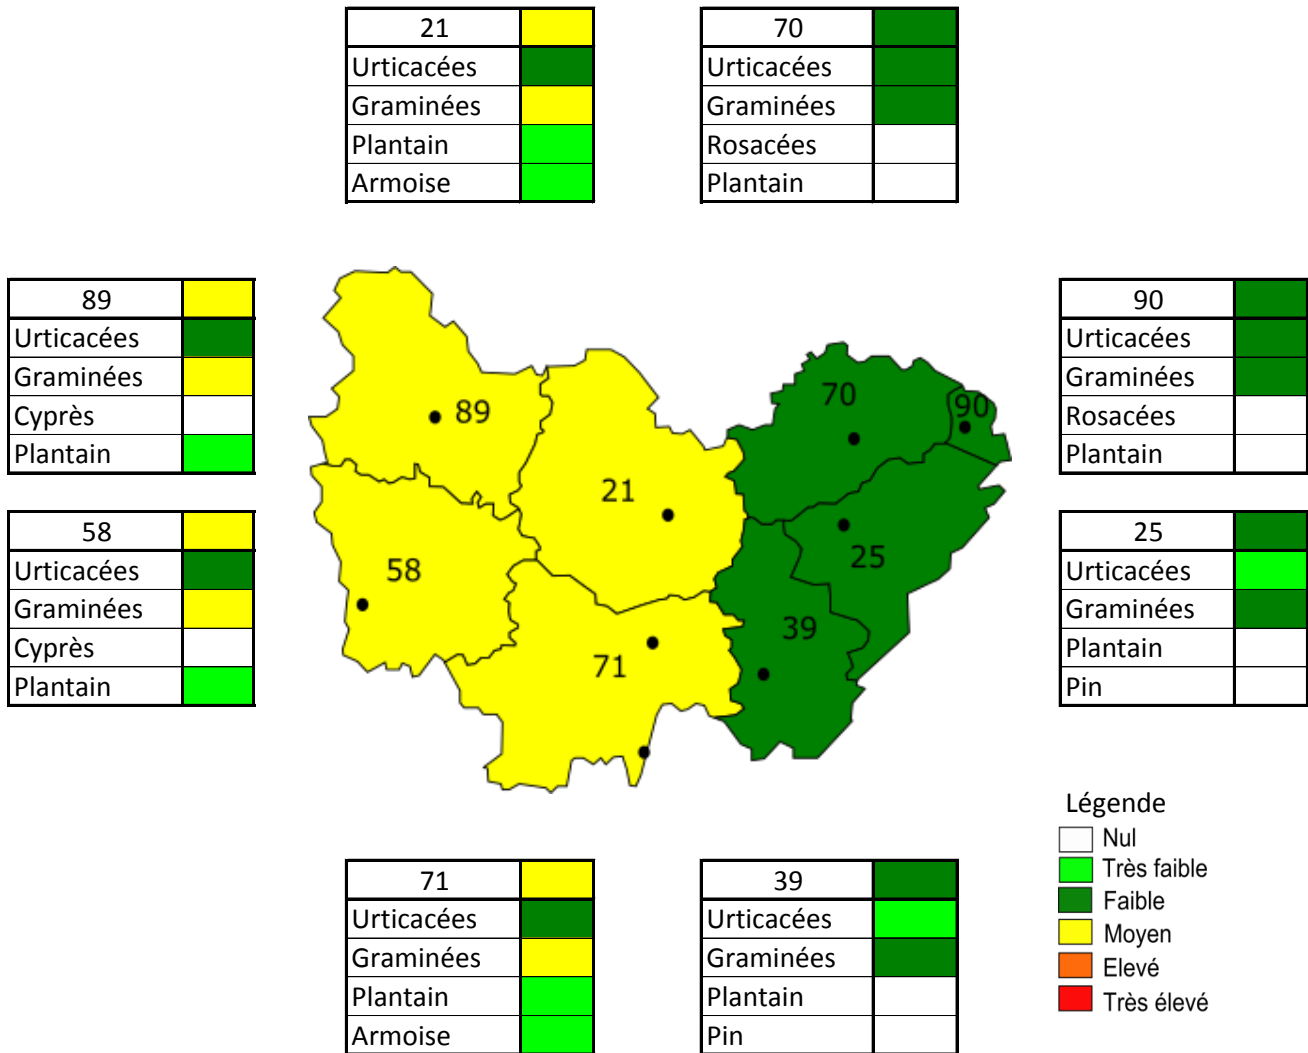 21
Urticacées
Graminées
Plantain
Armoise
70
Urticacées
Graminées
Rosacées
Plantain
89
Urticacées
Graminées
Cyprès
Plantain
58
Urticacées
Graminées
Cyprès
Plantain
89
21
70
90
58
25
39
71
90
Urticacées
Graminées
Rosacées
Plantain
25
Urticacées
Graminées
Plantain
Pin
71
Urticacées
Graminées
Plantain
Armoise
39
Urticacées
Graminées
Plantain
Pin
Légende
Nul
Très faible
Faible
Moyen
Elevé
Très élevé